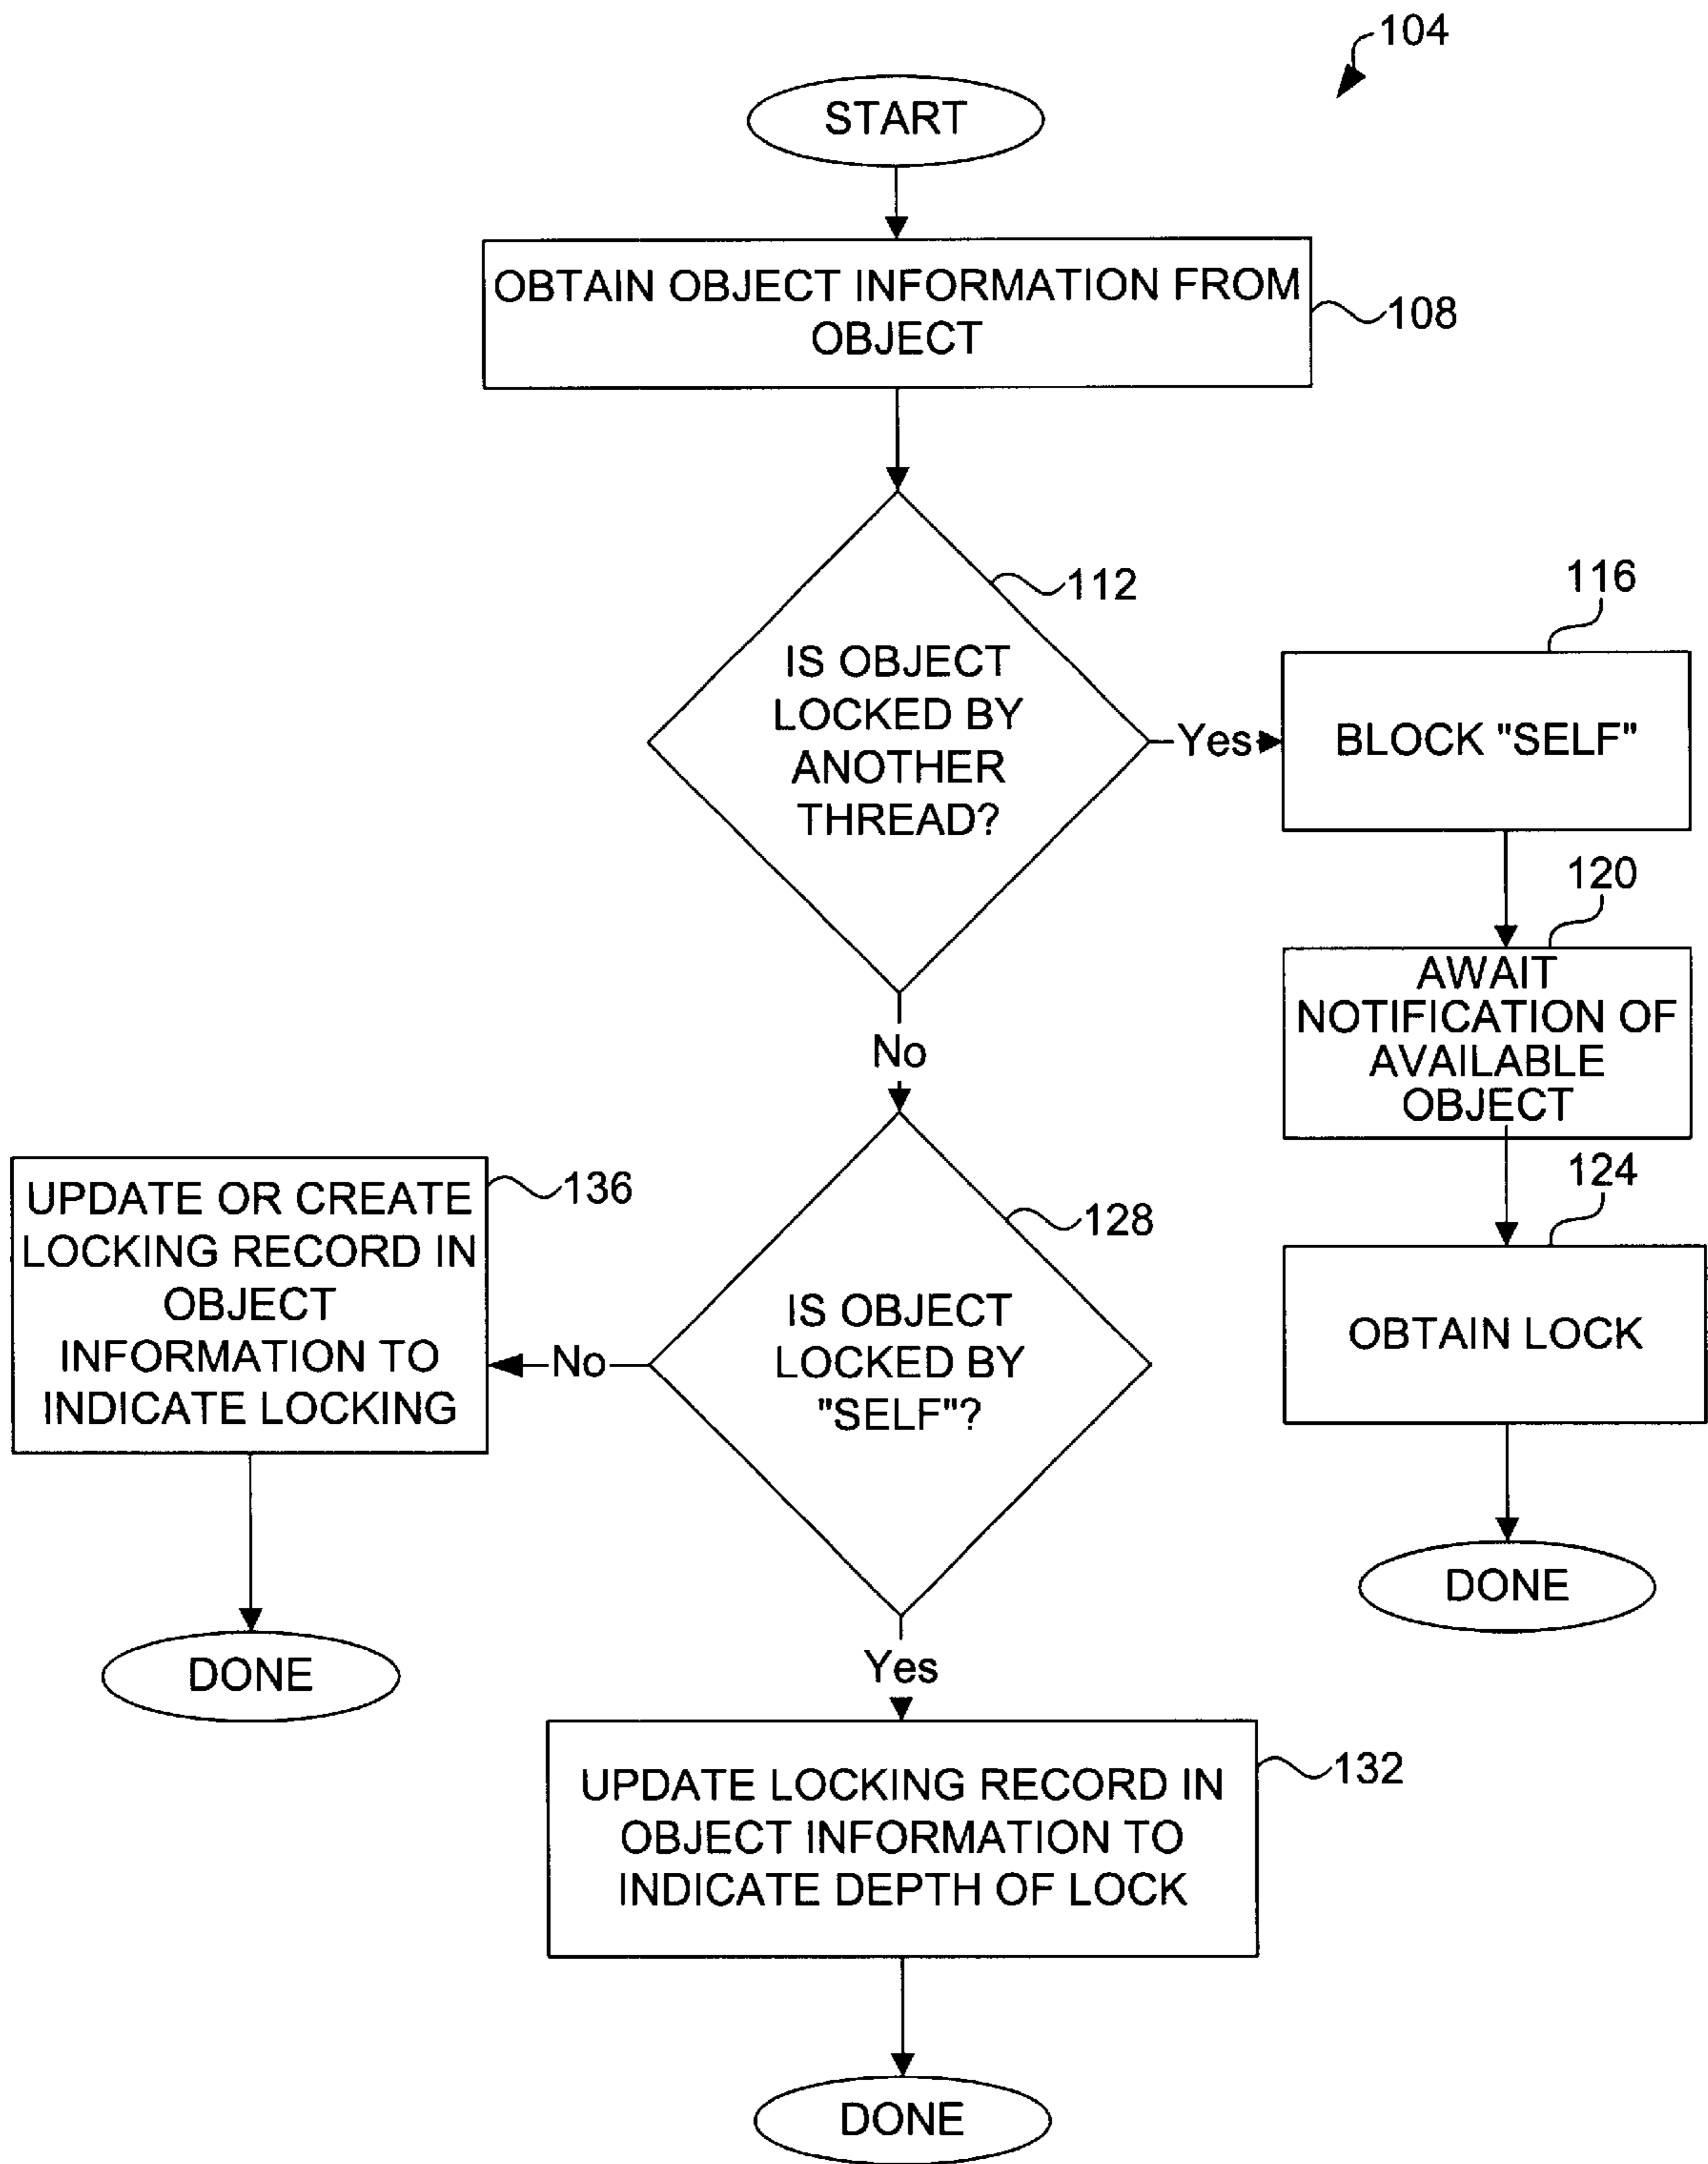 104
START
OBTAIN OBJECT INFORMATION FROM
OBJECT
108
112
IS OBJECT
LOCKED BY
ANOTHER
THREAD?
Yes
116
BLOCK "SELF"
120
AWAIT
NOTIFICATION OF
AVAILABLE
OBJECT
124
OBTAIN LOCK
DONE
No
128
IS OBJECT
LOCKED BY
"SELF"?
No
136
UPDATE OR CREATE
LOCKING RECORD IN
OBJECT
INFORMATION TO
INDICATE LOCKING
DONE
Yes
132
UPDATE LOCKING RECORD IN
OBJECT INFORMATION TO
INDICATE DEPTH OF LOCK
DONE